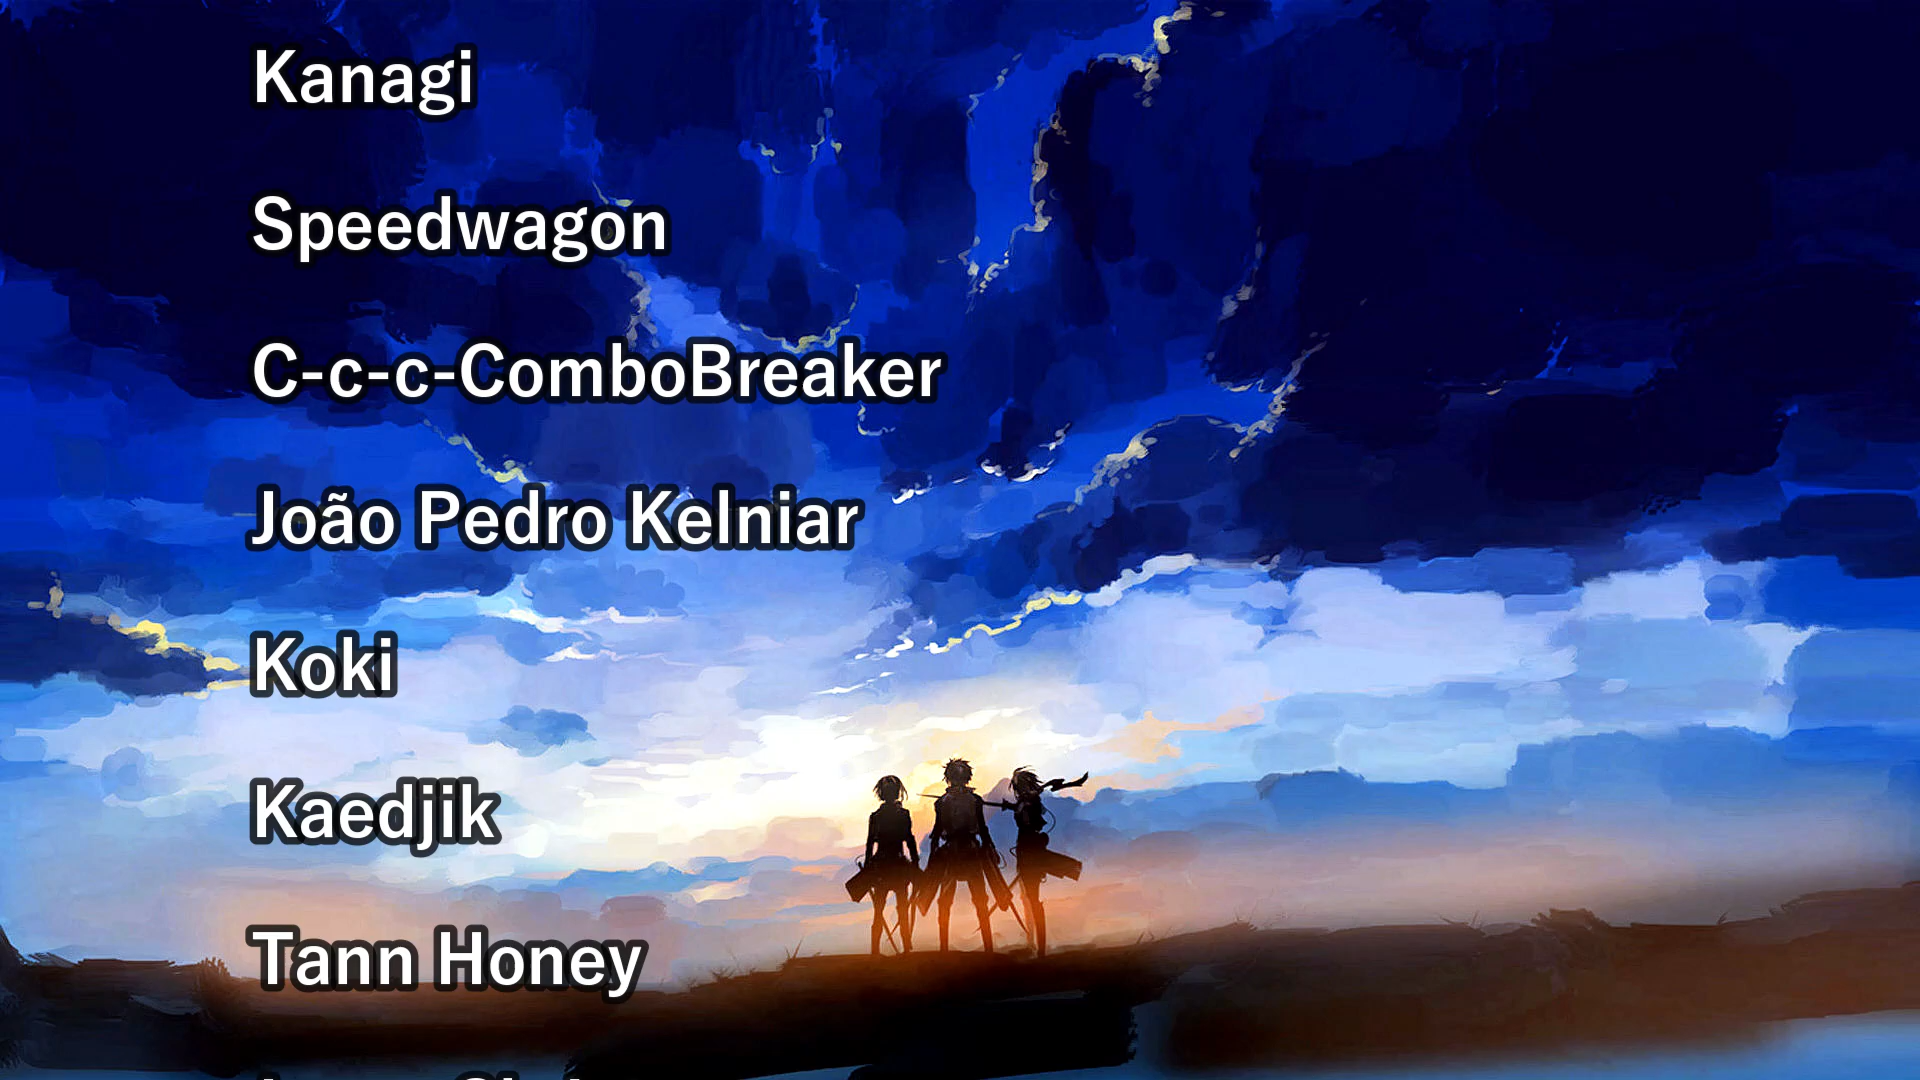 Kanagi
Speedwagon
C-c-c-ComboBreaker
João Pedro Kelniar
Koki
Kaedjik
Tann Honey